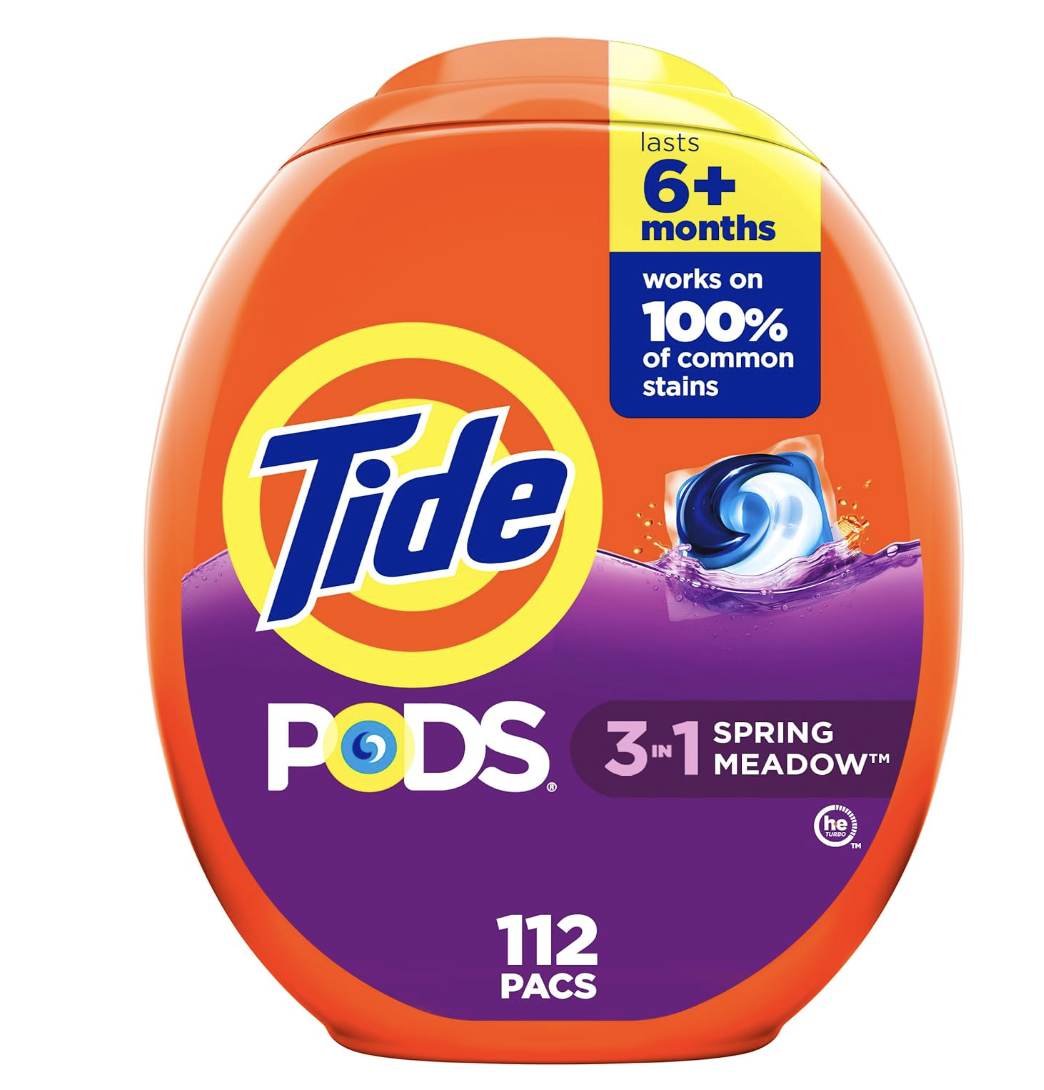 lasts
6+
months
works on
100%
of common
stains
Tide
PODS®
3 IN 1 SPRING
MEADOW™
he
TURBO
™
112
PACS